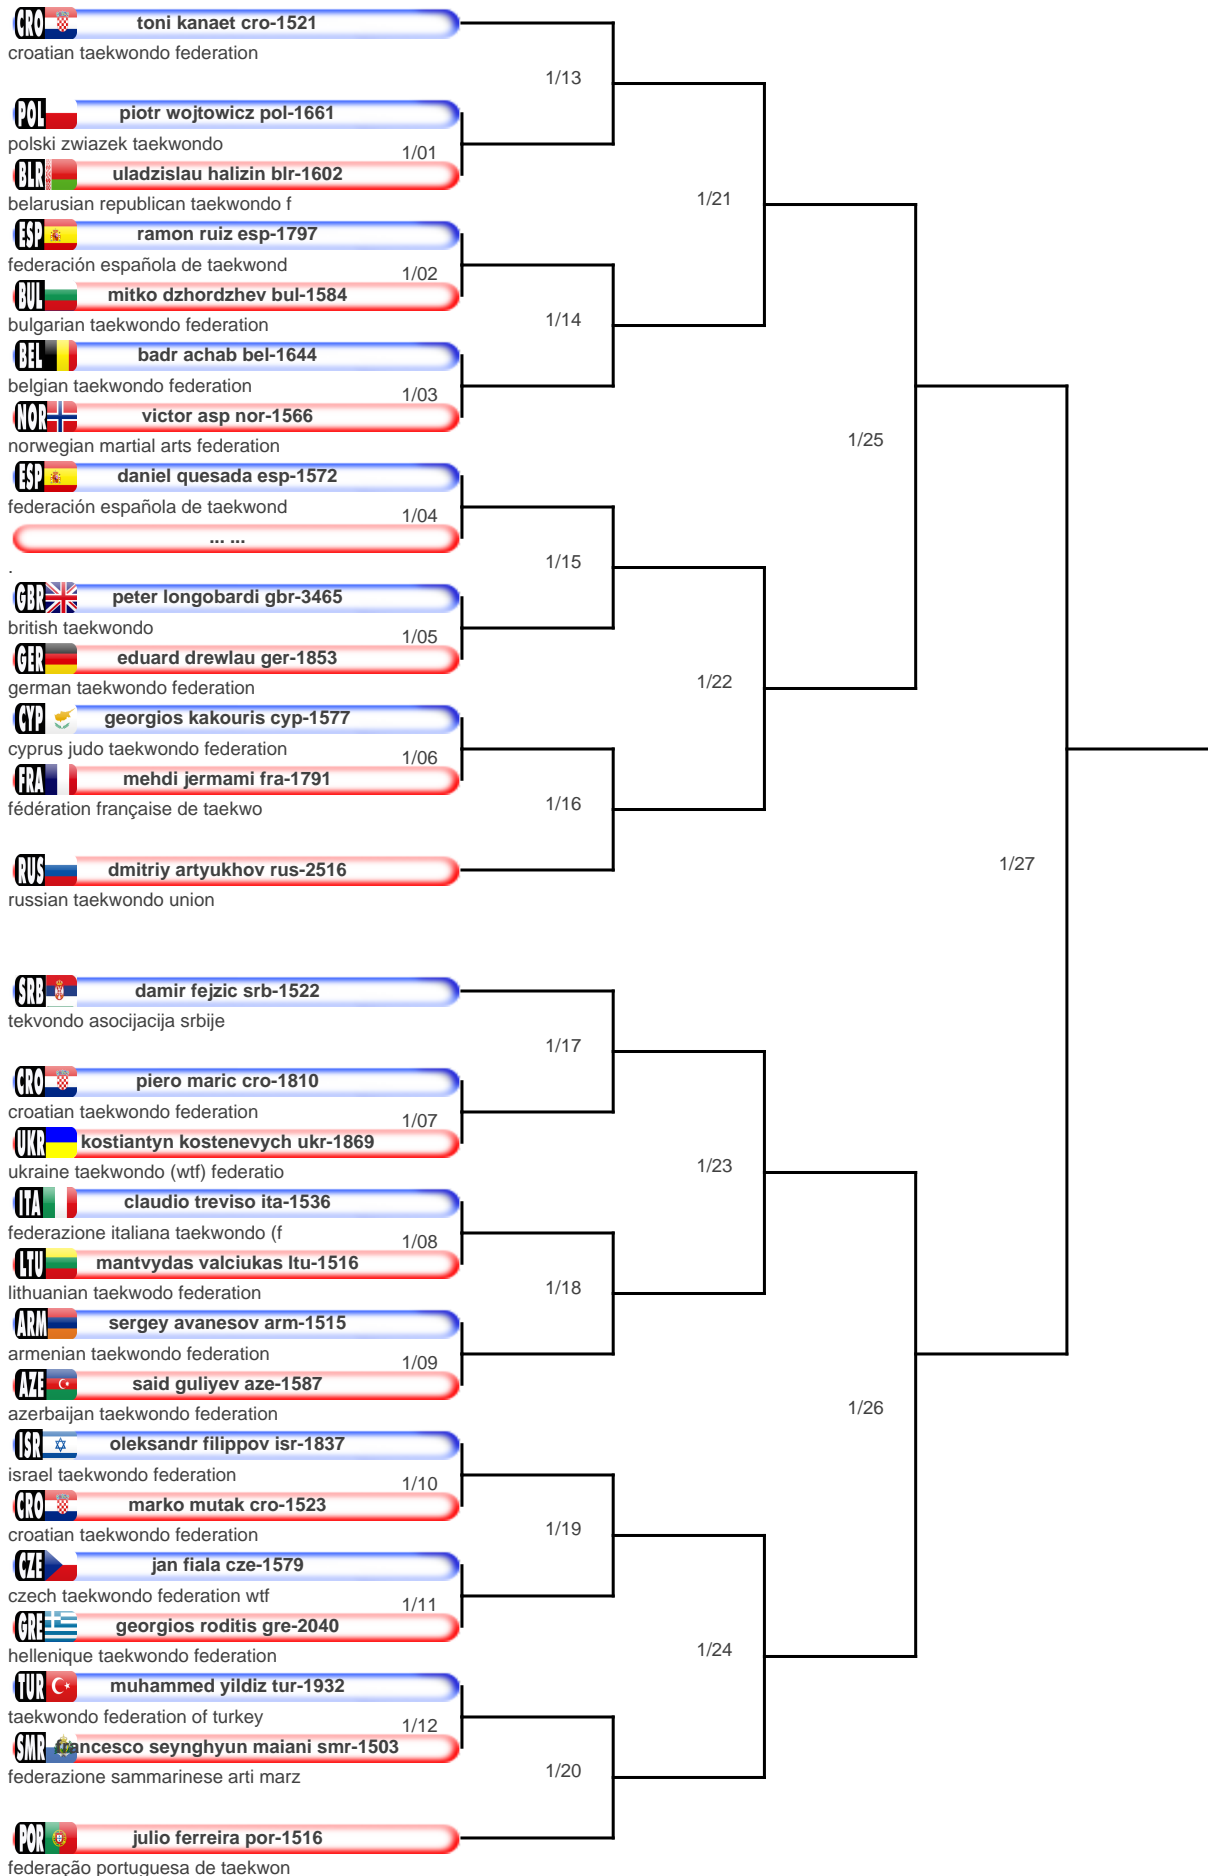 CRO toni kanaet cro-1521
croatian taekwondo federation
1/13
POL piotr wojtowicz pol-1661
polski zwiazek taekwondo
1/01
BLR uladzislau halizin blr-1602
belarusian republican taekwondo f
1/21
ESP ramon ruiz esp-1797
federación española de taekwond
1/02
BUL mitko dzhordzhev bul-1584
bulgarian taekwondo federation
1/14
BEL badr achab bel-1644
belgian taekwondo federation
1/03
NOR victor asp nor-1566
norwegian martial arts federation
1/25
ESP daniel quesada esp-1572
federación española de taekwond
1/04
... ...
.
1/15
GBR peter longobardi gbr-3465
british taekwondo
1/05
GER eduard drewlau ger-1853
german taekwondo federation
1/22
CYP georgios kakouris cyp-1577
cyprus judo taekwondo federation
1/06
FRA mehdi jermami fra-1791
fédération française de taekwo
1/16
RUS dmitriy artyukhov rus-2516
russian taekwondo union
1/27
SRB damir fejzic srb-1522
tekvondo asocijacija srbije
1/17
CRO piero maric cro-1810
croatian taekwondo federation
1/07
UKR kostiantyn kostenevych ukr-1869
ukraine taekwondo (wtf) federatio
1/23
ITA claudio treviso ita-1536
federazione italiana taekwondo (f
1/08
LTU mantvydas valciukas ltu-1516
lithuanian taekwodo federation
1/18
ARM sergey avanesov arm-1515
armenian taekwondo federation
1/09
AZE said guliyev aze-1587
azerbaijan taekwondo federation
1/26
ISR oleksandr filippov isr-1837
israel taekwondo federation
1/10
CRO marko mutak cro-1523
croatian taekwondo federation
1/19
CZE jan fiala cze-1579
czech taekwondo federation wtf
1/11
GRE georgios roditis gre-2040
hellenique taekwondo federation
1/24
TUR muhammed yildiz tur-1932
taekwondo federation of turkey
1/12
SMR francesco seynghyun maiani smr-1503
federazione sammarinese arti marz
1/20
POR julio ferreira por-1516
federação portuguesa de taekwon